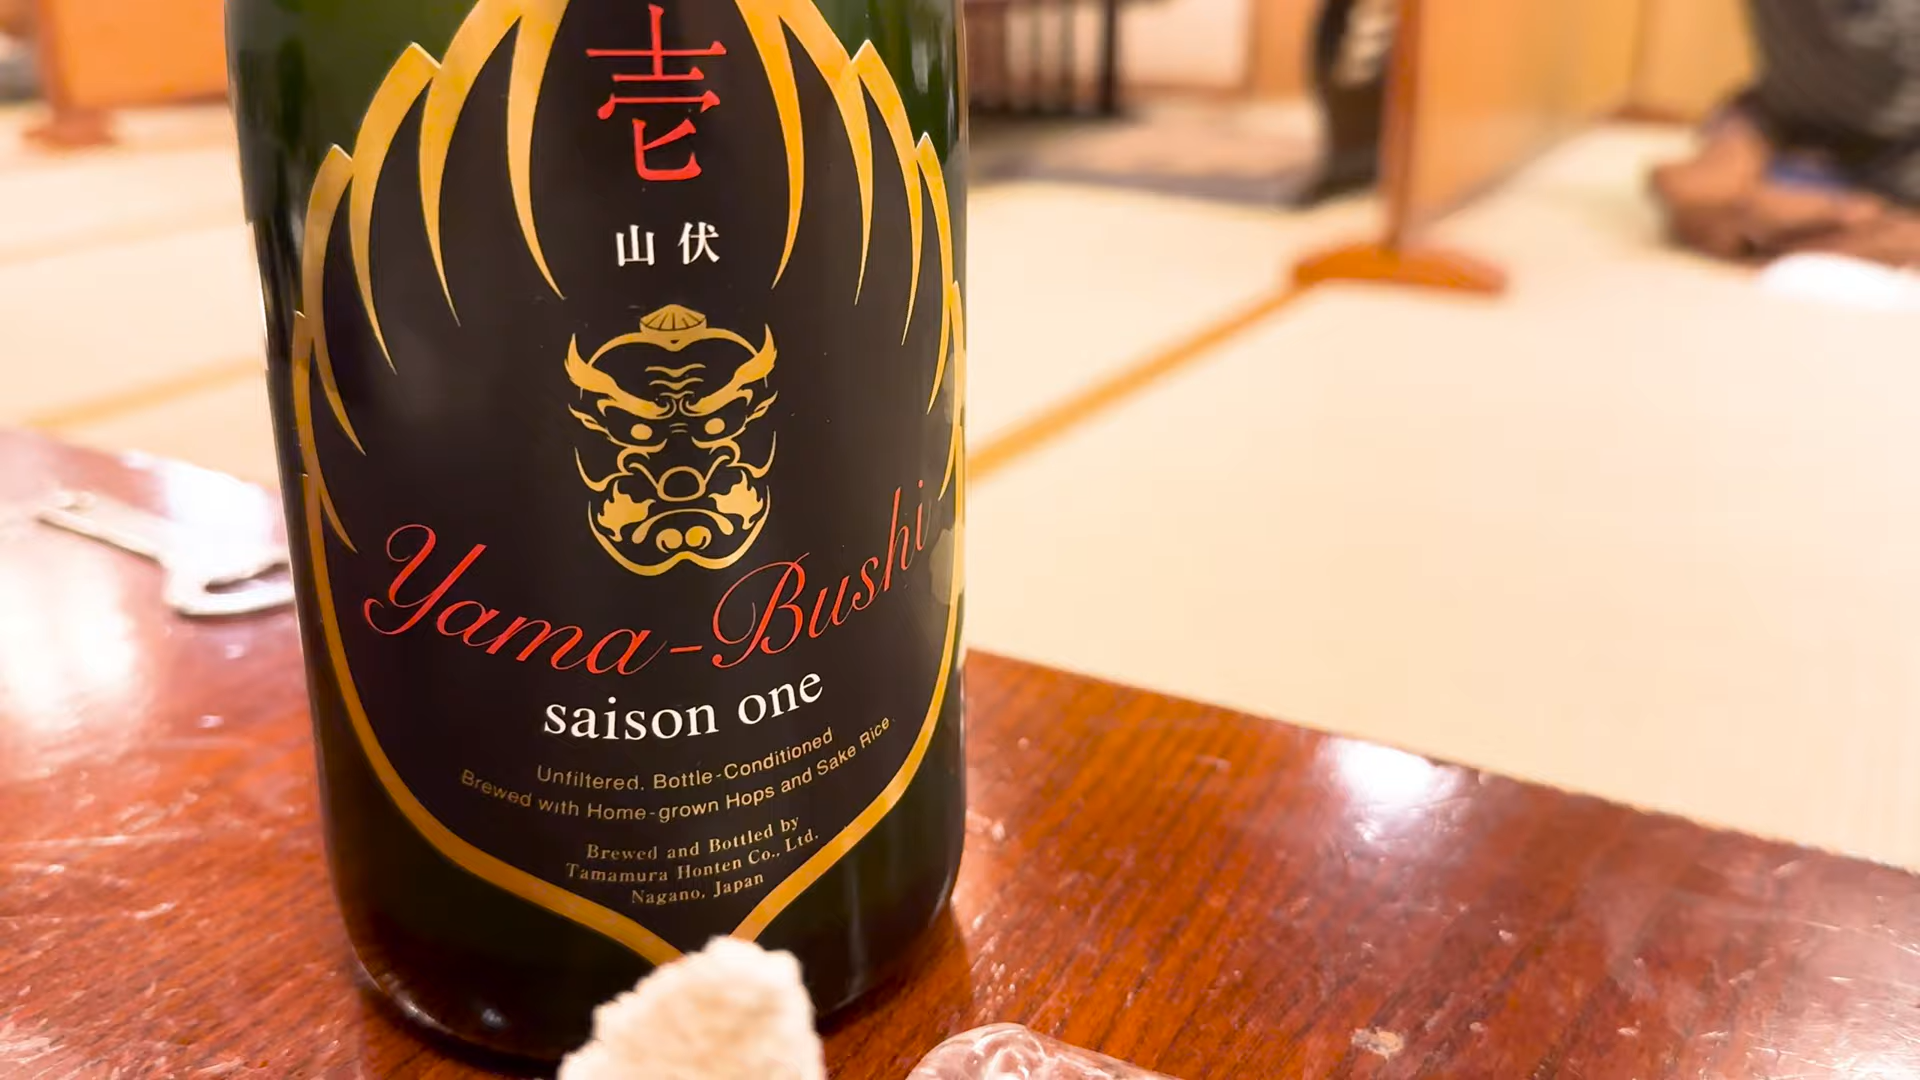 壱
山伏
Yama-Bushi
saison one
Unfiltered, Bottle-Conditioned
Brewed with Home-grown Hops and Sake Rice
Brewed and Bottled by
Tamamura Honten Co., Ltd.
Nagano, Japan